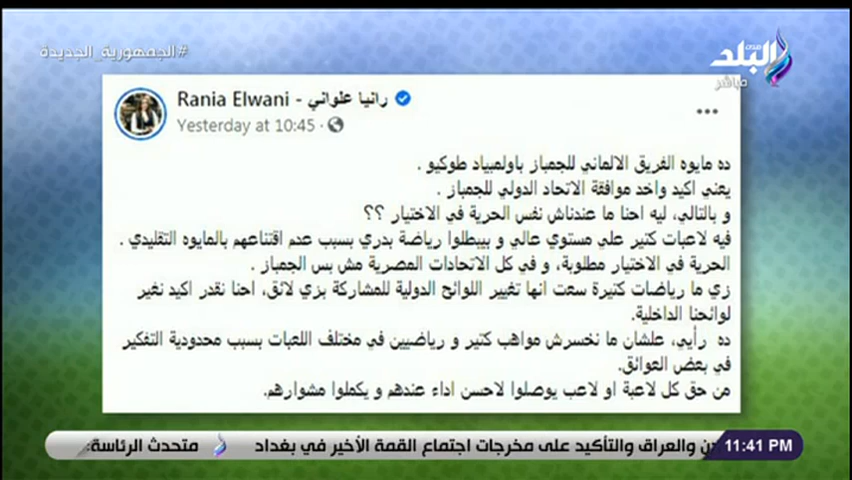 #الجمهورية_الجديدة
صدى البلد
مباشر
Rania Elwani - رانيا علواني
Yesterday at 10:45 ·
ده مايوه الفريق الالماني للجمباز باولمبياد طوكيو .
يعني اكيد واخد موافقة الاتحاد الدولي للجمباز .
و بالتالي، ليه احنا ما عندناش نفس الحرية في الاختيار ؟؟
فيه لاعبات كتير علي مستوي عالي و بيبطلوا رياضة بدري بسبب عدم اقتناعهم بالمايوه التقليدي .
الحرية في الاختيار مطلوبة، و في كل الاتحادات المصرية مش بس الجمباز .
زي ما رياضات كتيرة سعت انها تغيير اللوائح الدولية للمشاركة بزي لائق، احنا نقدر اكيد نغير
لوائحنا الداخلية.
ده رأيي، علشان ما نخسرش مواهب كتير و رياضيين في مختلف اللعبات بسبب محدودية التفكير
في بعض العوائق.
من حق كل لاعبة او لاعب يوصلوا لاحسن اداء عندهم و يكملوا مشوارهم.
11:41 PM
والعراق والتأكيد على مخرجات اجتماع القمة الأخير في بغداد
متحدث الرئاسة: